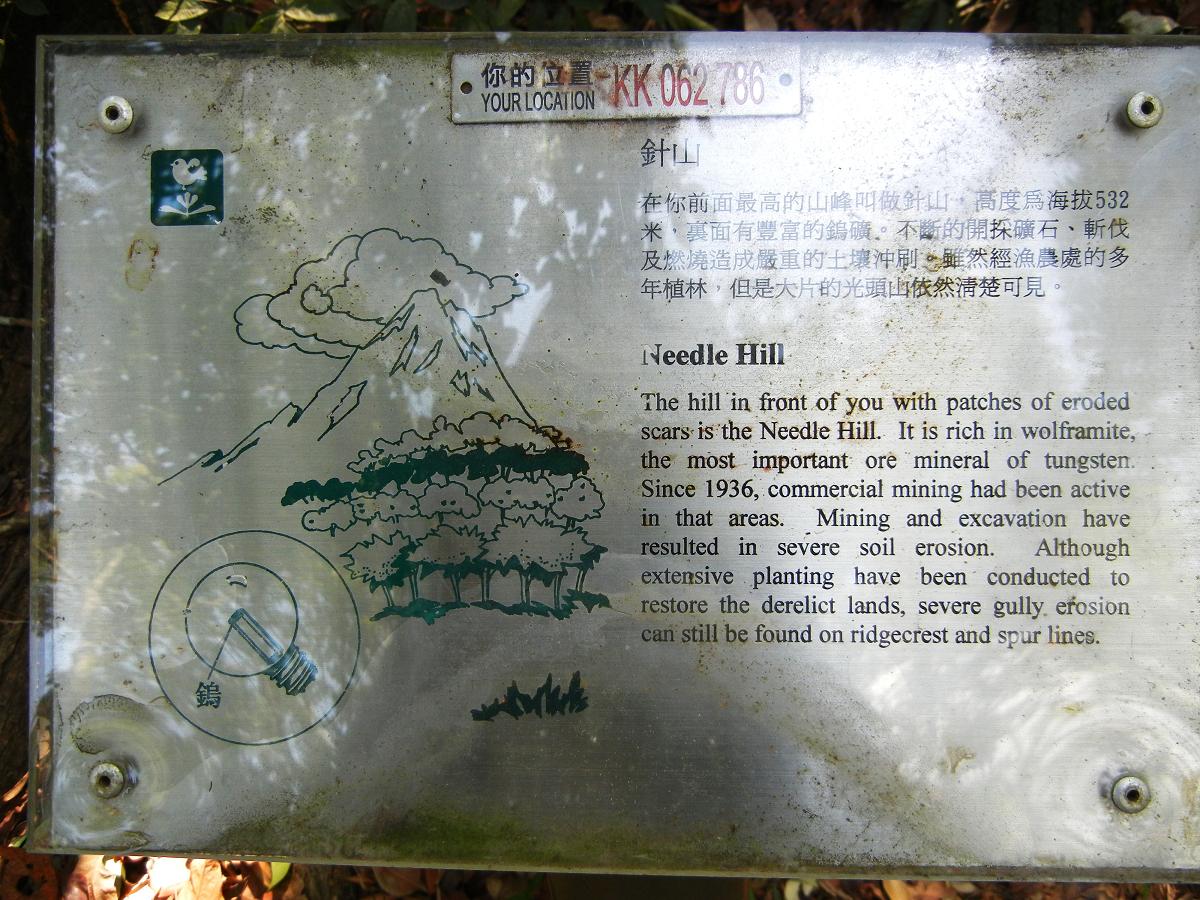 你的位置 KK 062 786
YOUR LOCATION
針山
在你前面最高的山峰叫做針山，高度爲海拔532
米，裏面有豐富的鎢礦。不斷的開採礦石、斬伐
及燃燒造成嚴重的土壤沖刷。雖然經漁農處的多
年植林，但是大片的光頭山依然清楚可見。
Needle Hill
The hill in front of you with patches of eroded
scars is the Needle Hill. It is rich in wolframite,
the most important ore mineral of tungsten.
Since 1936, commercial mining had been active
in that areas. Mining and excavation have
resulted in severe soil erosion. Although
extensive planting have been conducted to
restore the derelict lands, severe gully erosion
can still be found on ridgecrest and spur lines.
鎢